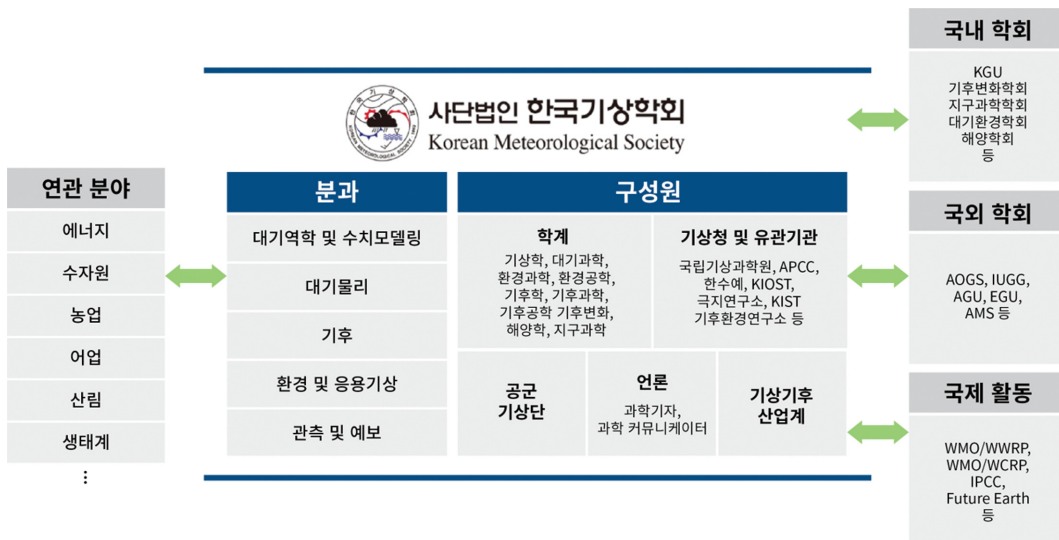 사단법인 한국기상학회
Korean Meteorological Society
연관 분야
에너지
수자원
농업
어업
산림
생태계
⋮
분과
대기역학 및 수치모델링
대기물리
기후
환경 및 응용기상
관측 및 예보
구성원
학계
기상학, 대기과학,
환경과학, 환경공학,
기후학, 기후과학,
기후공학 기후변화,
해양학, 지구과학
기상청 및 유관기관
국립기상과학원, APCC,
한수예, KIOST,
극지연구소, KIST
기후환경연구소 등
공군
기상단
언론
과학기자,
과학 커뮤니케이터
기상기후
산업계
국내 학회
KGU
기후변화학회
지구과학학회
대기환경학회
해양학회
등
국외 학회
AOGS, IUGG,
AGU, EGU,
AMS 등
국제 활동
WMO/WWRP,
WMO/WCRP,
IPCC,
Future Earth
등